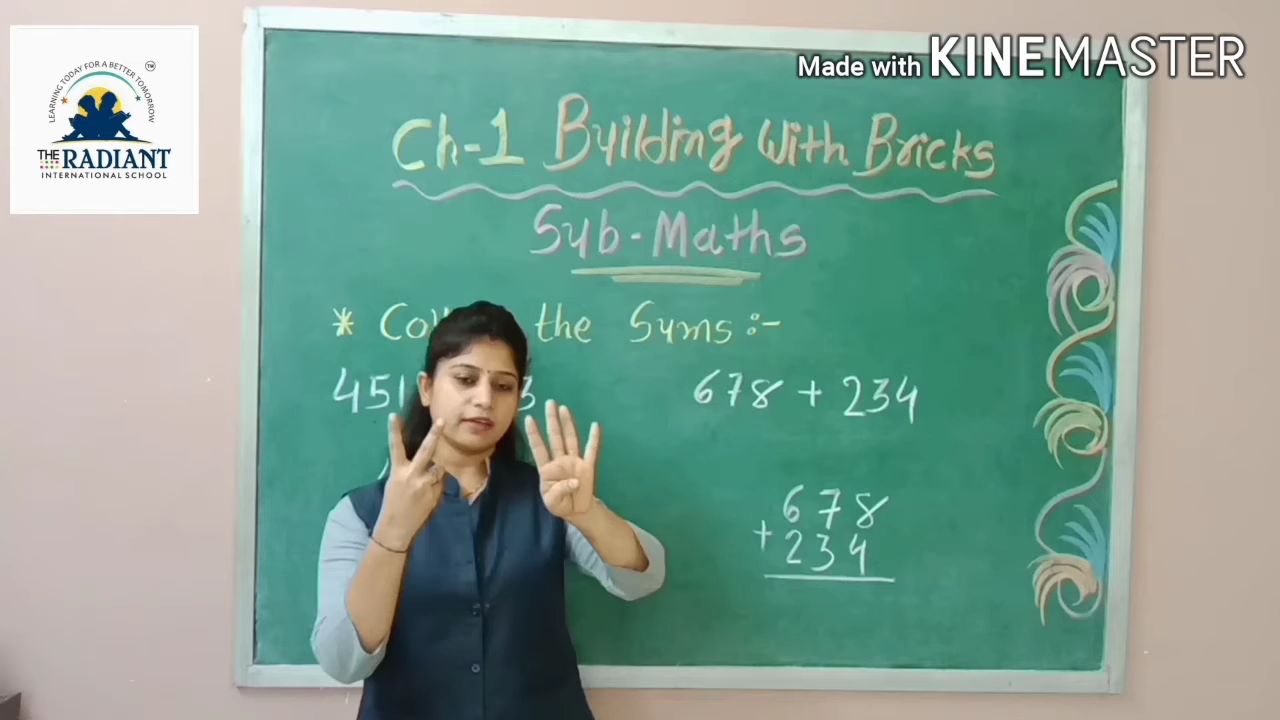 LEARNING TODAY FOR A BETTER TOMORROW
TM
THE RADIANT
INTERNATIONAL SCHOOL
Made with KINEMASTER
Ch-1 Building With Bricks
Sub-Maths
* the Sums :-
678 + 234
678
+ 234